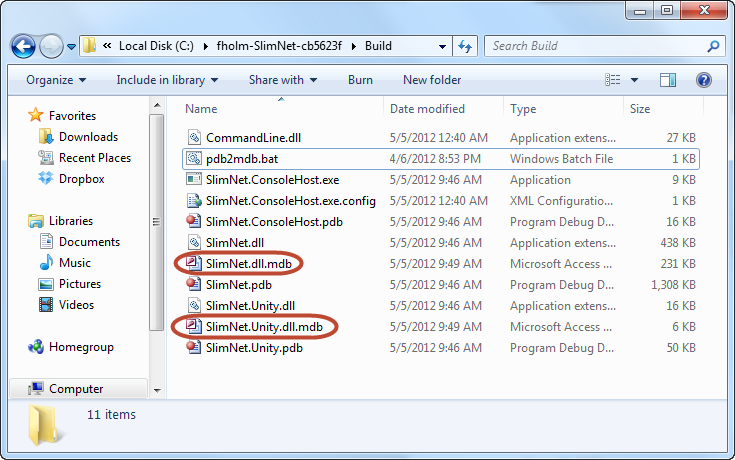 Local Disk (C:) fholm-SlimNet-cb5623f Build Search Build
Organize Include in library Share with Burn New folder
Favorites
Downloads
Recent Places
Dropbox
Libraries
Documents
Music
Pictures
Videos
Homegroup
Computer
Name Date modified Type Size
CommandLine.dll 5/5/2012 12:40 AM Application extens... 27 KB
pdb2mdb.bat 4/6/2012 8:53 PM Windows Batch File 1 KB
SlimNet.ConsoleHost.exe 5/5/2012 9:46 AM Application 9 KB
SlimNet.ConsoleHost.exe.config 5/5/2012 12:40 AM XML Configuratio... 1 KB
SlimNet.ConsoleHost.pdb 5/5/2012 9:46 AM Program Debug D... 16 KB
SlimNet.dll 5/5/2012 9:46 AM Application extens... 438 KB
SlimNet.dll.mdb 5/5/2012 9:49 AM Microsoft Access ... 231 KB
SlimNet.pdb 5/5/2012 9:46 AM Program Debug D... 1,308 KB
SlimNet.Unity.dll 5/5/2012 9:46 AM Application extens... 16 KB
SlimNet.Unity.dll.mdb 5/5/2012 9:49 AM Microsoft Access ... 6 KB
SlimNet.Unity.pdb 5/5/2012 9:46 AM Program Debug D... 50 KB
11 items